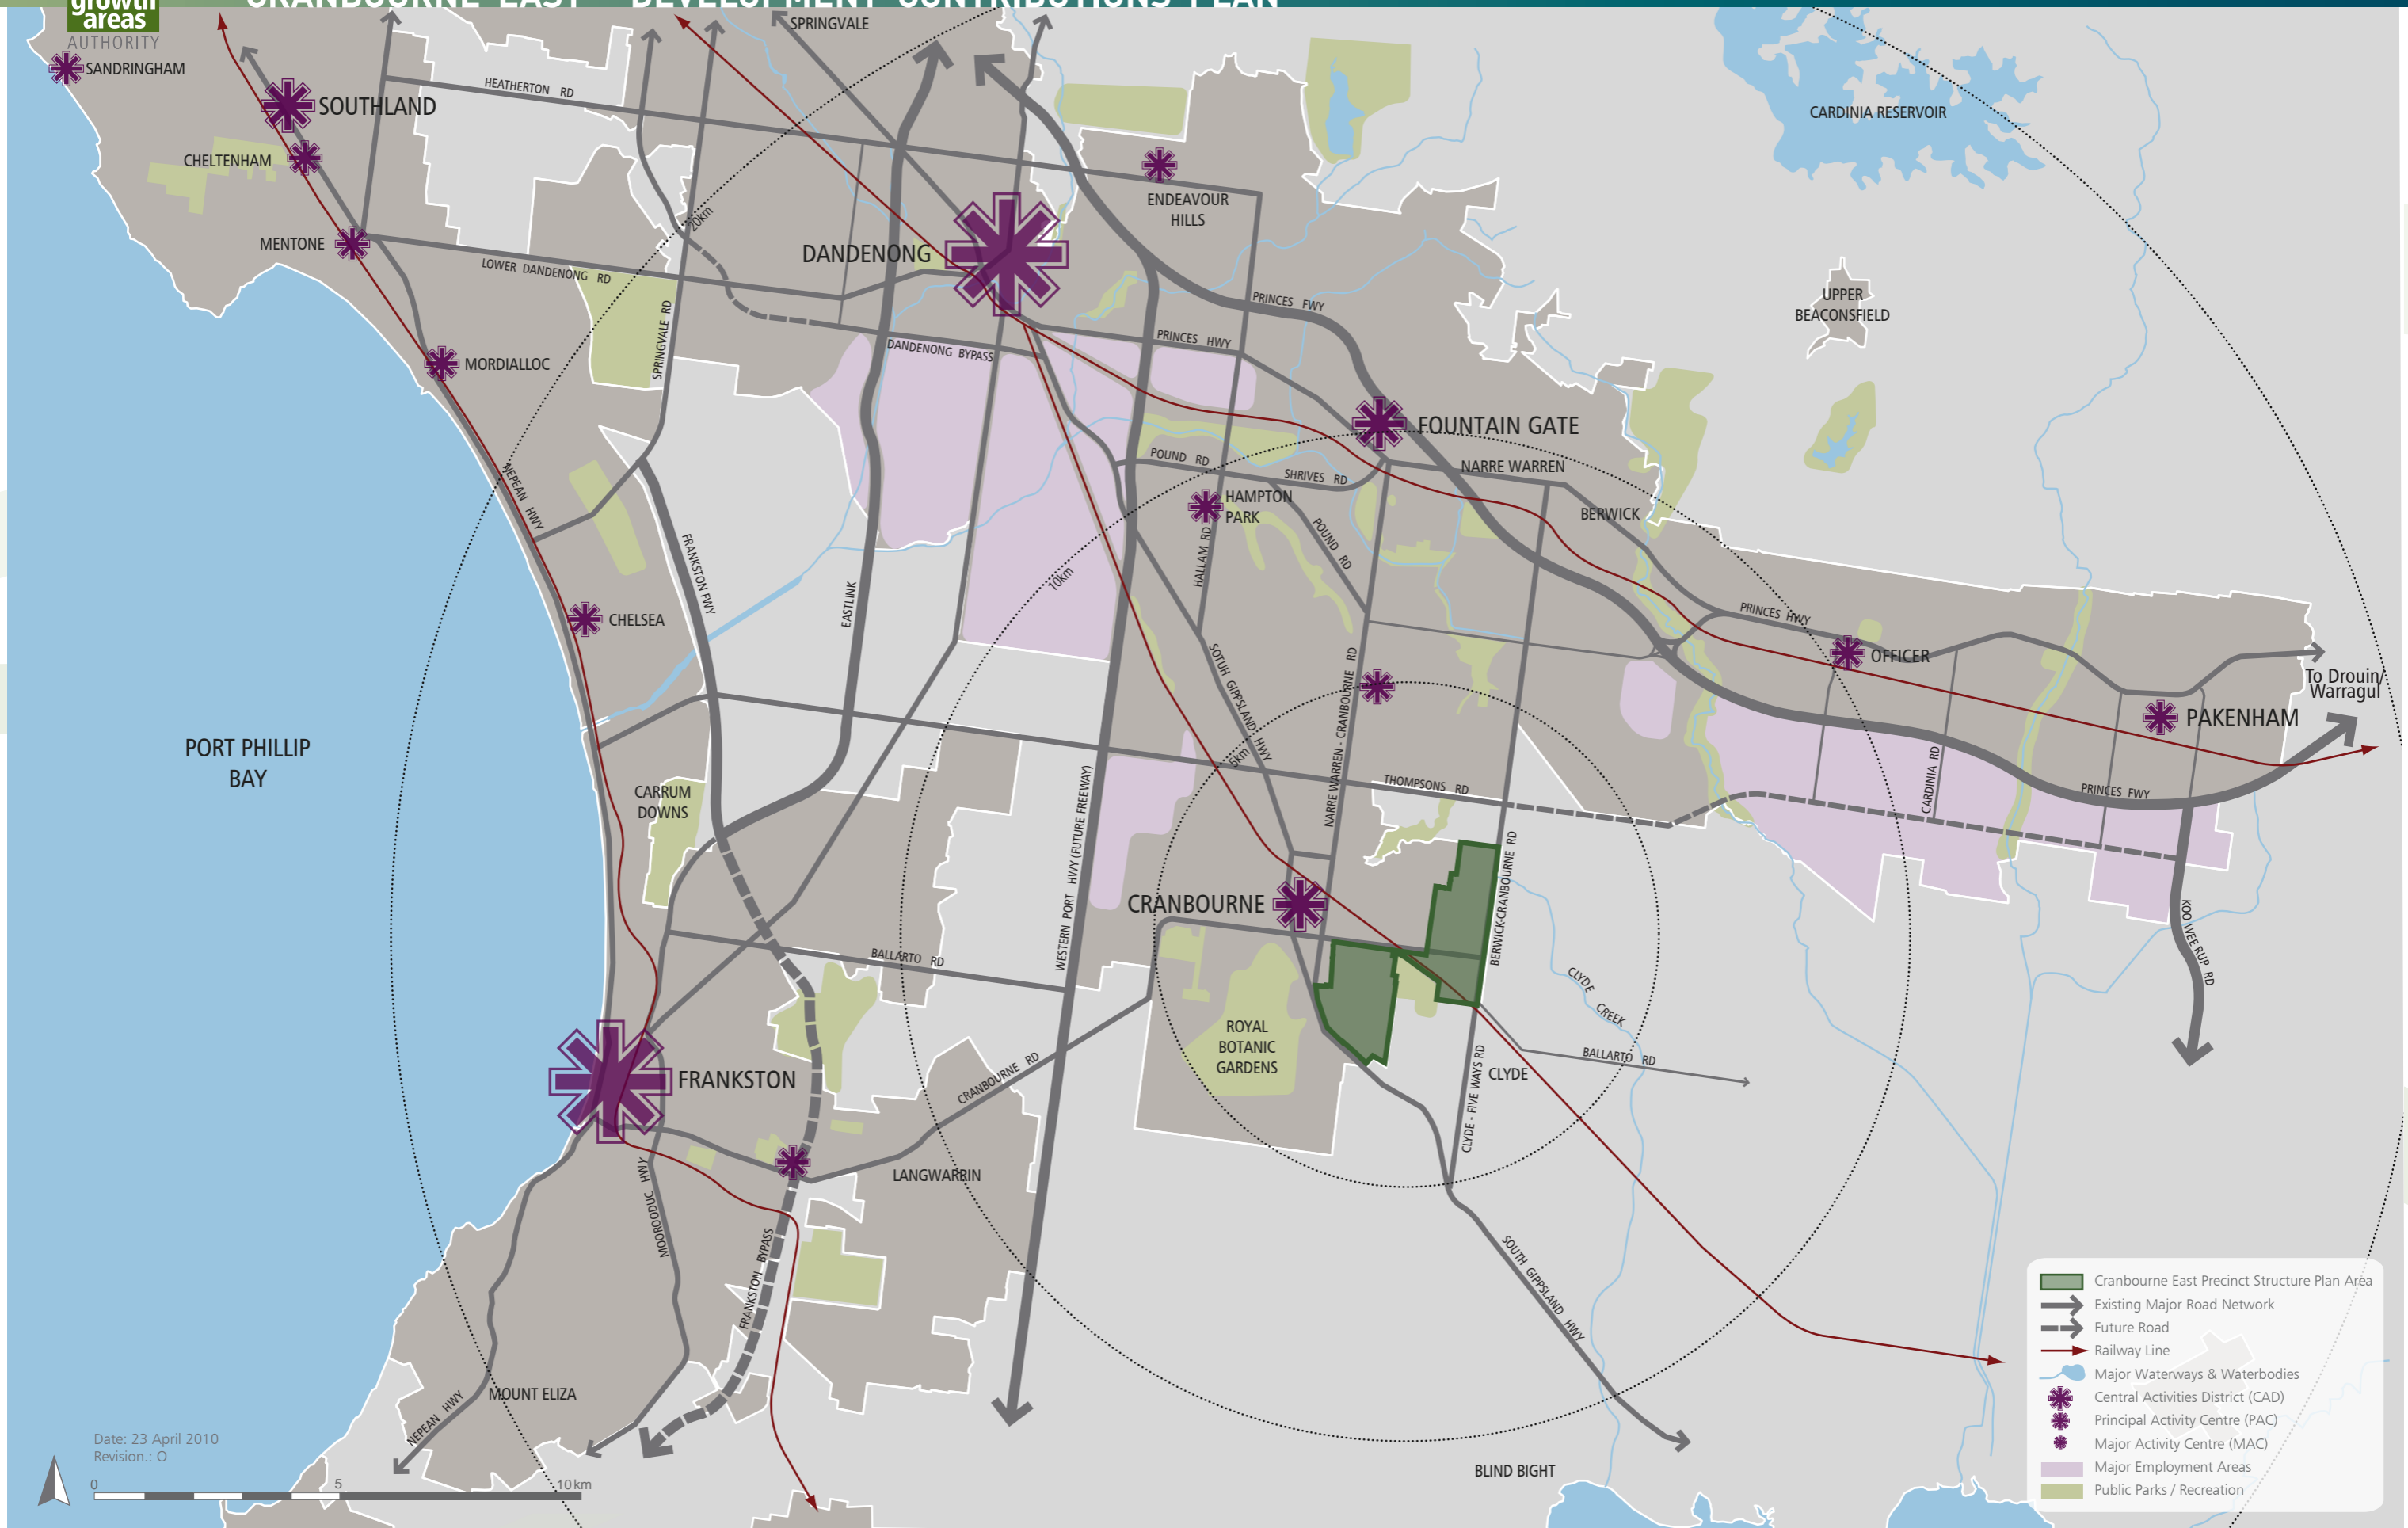 growth
areas
AUTHORITY
CRANBOURNE EAST - DEVELOPMENT CONTRIBUTIONS PLAN
SPRINGVALE
SANDRINGHAM
HEATHERTON RD
SOUTHLAND
CARDINIA RESERVOIR
CHELTENHAM
ENDEAVOUR
HILLS
20km
MENTONE
DANDENONG
LOWER DANDENONG RD
UPPER
BEACONSFIELD
PRINCES FWY
SPRINGVALE RD
DANDENONG BYPASS
PRINCES HWY
MORDIALLOC
FOUNTAIN GATE
POUND RD
NARRE WARREN
SHRIVES RD
NEPEAN HWY
HAMPTON
PARK
BERWICK
POUND RD
HALLAM RD
FRANKSTON FWY
10km
EASTLINK
CHELSEA
PRINCES HWY
OFFICER
SOTUH GIPPSLAND HWY
NARRE WARREN - CRANBOURNE RD
To Drouin/
Warragul
PAKENHAM
PORT PHILLIP
BAY
5km
THOMPSONS RD
CARDINIA RD
PRINCES FWY
CARRUM
DOWNS
WESTERN PORT HWY (FUTURE FREEWAY)
BERWICK-CRANBOURNE RD
CRANBOURNE
KOO WEE RUP RD
BALLARTO RD
CLYDE CREEK
ROYAL
BOTANIC
GARDENS
BALLARTO RD
CLYDE
CLYDE - FIVE WAYS RD
FRANKSTON
CRANBOURNE RD
LANGWARRIN
MOOROODUC HWY
FRANKSTON BYPASS
SOUTH GIPPSLAND HWY
MOUNT ELIZA
NEPEAN HWY
BLIND BIGHT
Date: 23 April 2010
Revision.: O
0 5 10km
Cranbourne East Precinct Structure Plan Area
Existing Major Road Network
Future Road
Railway Line
Major Waterways & Waterbodies
Central Activities District (CAD)
Principal Activity Centre (PAC)
Major Activity Centre (MAC)
Major Employment Areas
Public Parks / Recreation